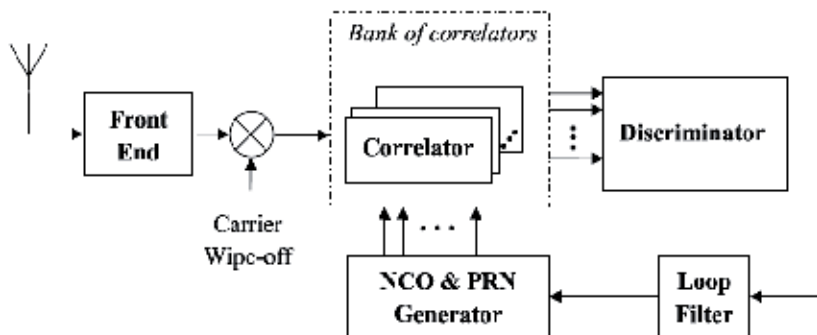 Bank of correlators
Front
End
Correlator
Discriminator
Carrier
Wipe-off
NCO & PRN
Generator
Loop
Filter